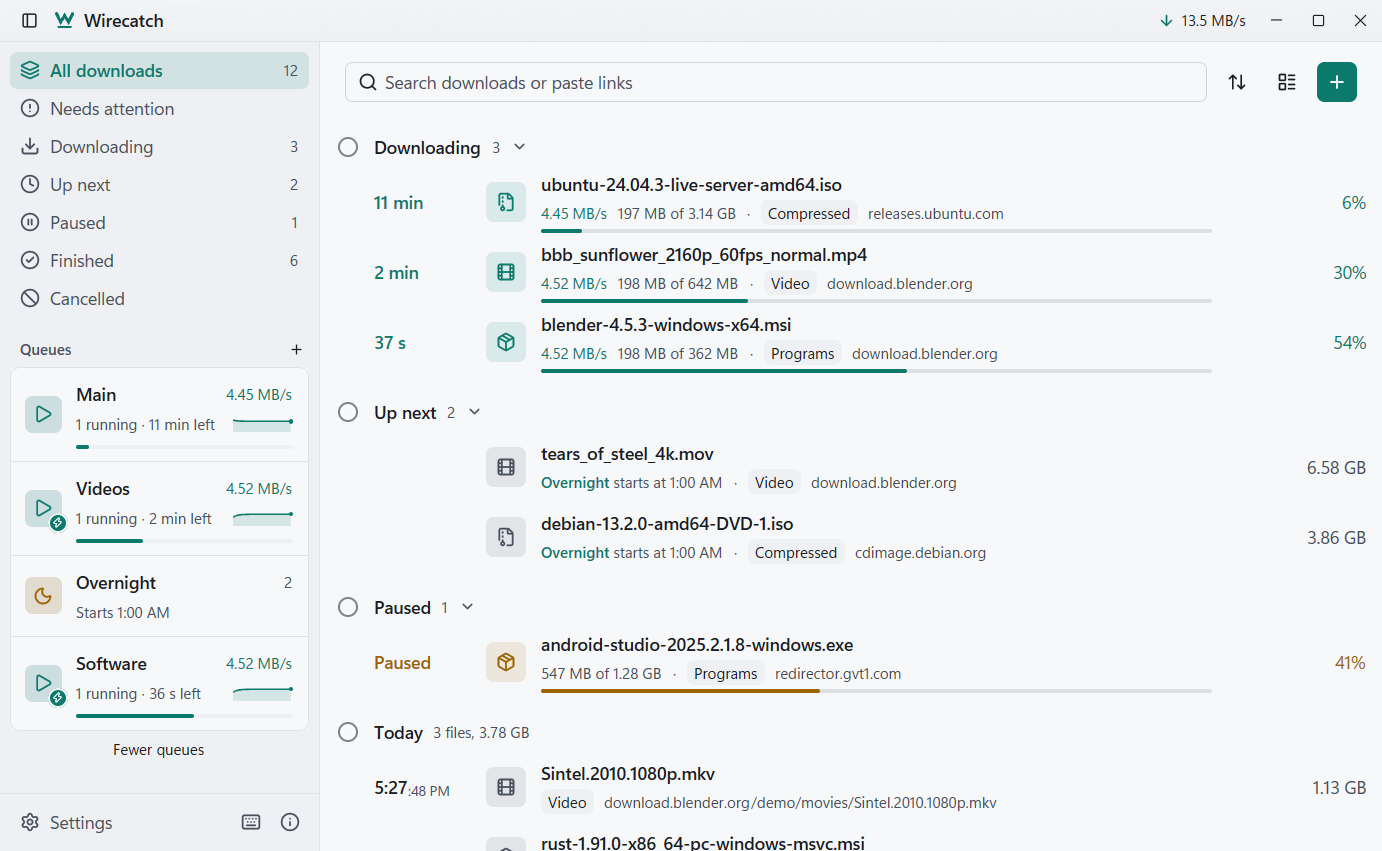 Wirecatch
13.5 MB/s
All downloads 12
Needs attention
Downloading 3
Up next 2
Paused 1
Finished 6
Cancelled
Queues
Main 4.45 MB/s
1 running · 11 min left
Videos 4.52 MB/s
1 running · 2 min left
Overnight 2
Starts 1:00 AM
Software 4.52 MB/s
1 running · 36 s left
Fewer queues
Settings
Search downloads or paste links
Downloading 3
11 min
ubuntu-24.04.3-live-server-amd64.iso
4.45 MB/s 197 MB of 3.14 GB · Compressed releases.ubuntu.com
6%
2 min
bbb_sunflower_2160p_60fps_normal.mp4
4.52 MB/s 198 MB of 642 MB · Video download.blender.org
30%
37 s
blender-4.5.3-windows-x64.msi
4.52 MB/s 198 MB of 362 MB · Programs download.blender.org
54%
Up next 2
tears_of_steel_4k.mov
Overnight starts at 1:00 AM · Video download.blender.org
6.58 GB
debian-13.2.0-amd64-DVD-1.iso
Overnight starts at 1:00 AM · Compressed cdimage.debian.org
3.86 GB
Paused 1
Paused
android-studio-2025.2.1.8-windows.exe
547 MB of 1.28 GB · Programs redirector.gvt1.com
41%
Today 3 files, 3.78 GB
5:27:48 PM
Sintel.2010.1080p.mkv
Video download.blender.org/demo/movies/Sintel.2010.1080p.mkv
1.13 GB
rust-1.91.0-x86_64-pc-windows-msvc.msi